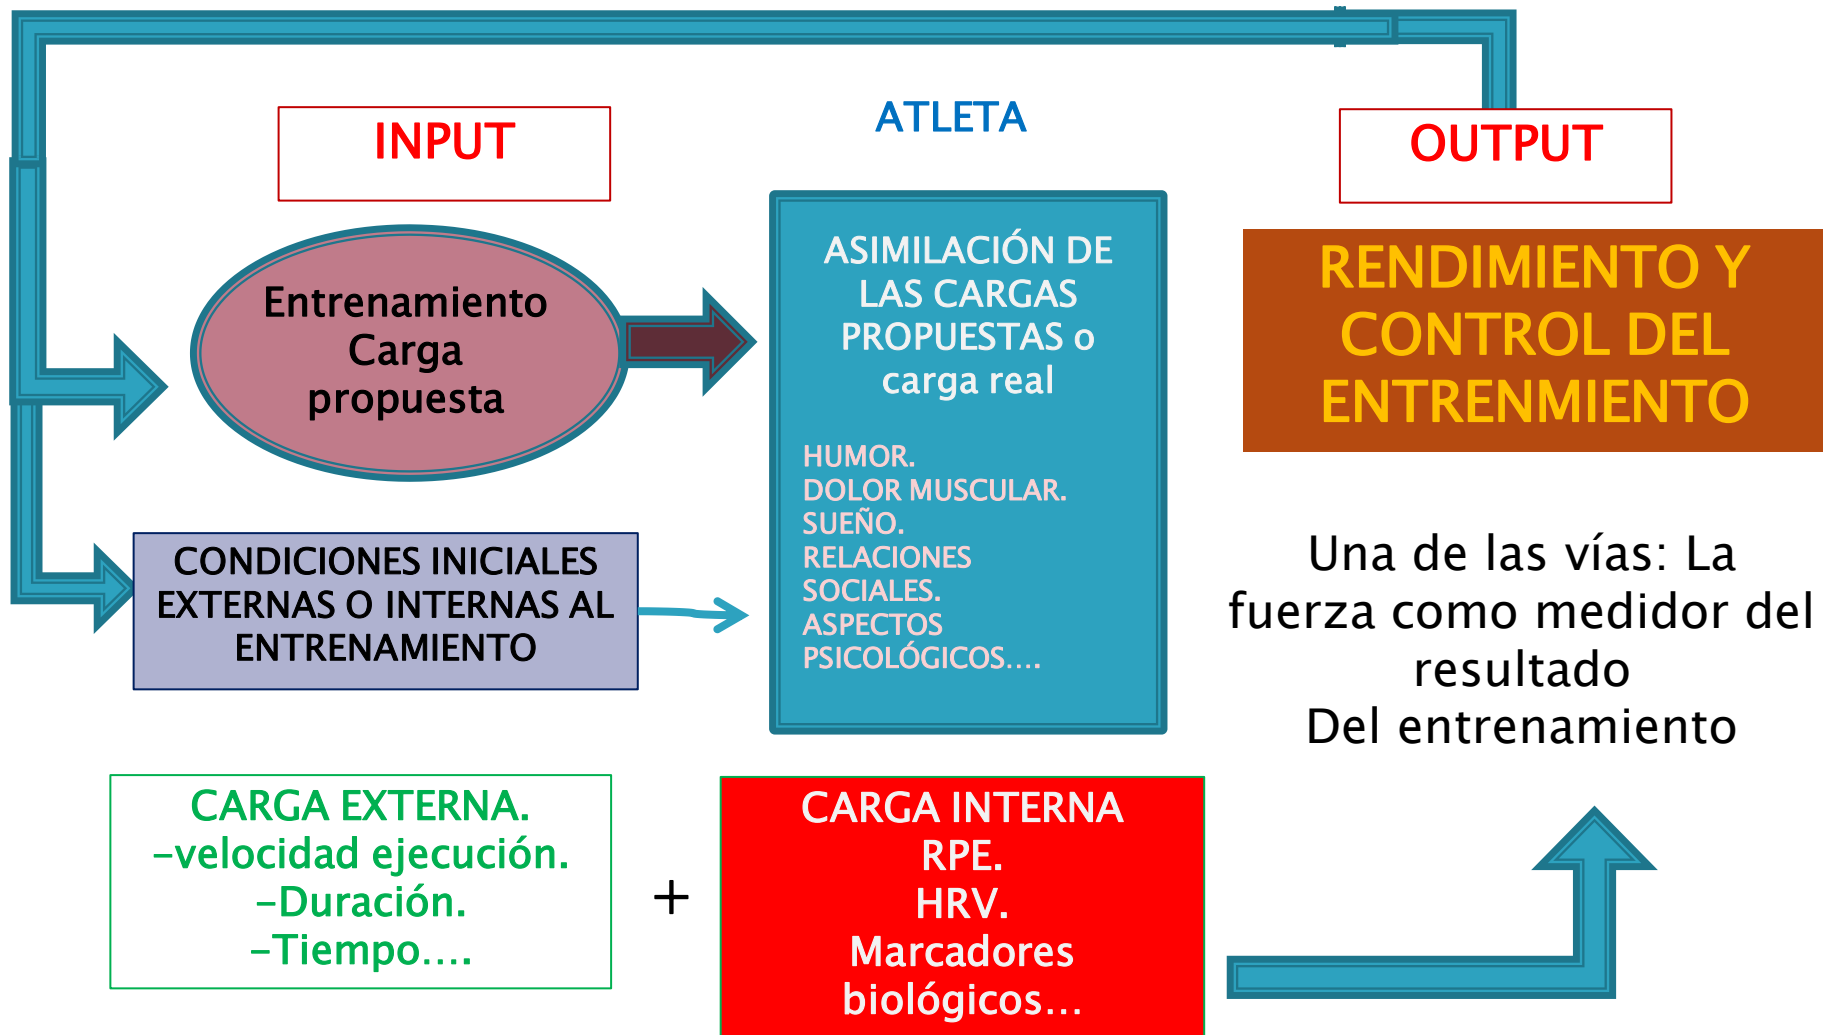 INPUT
ATLETA
OUTPUT
Entrenamiento
Carga
propuesta
ASIMILACIÓN DE
LAS CARGAS
PROPUESTAS o
carga real
HUMOR.
DOLOR MUSCULAR.
SUEÑO.
RELACIONES
SOCIALES.
ASPECTOS
PSICOLÓGICOS....
RENDIMIENTO Y
CONTROL DEL
ENTRENMIENTO
CONDICIONES INICIALES
EXTERNAS O INTERNAS AL
ENTRENAMIENTO
Una de las vías: La
fuerza como medidor del
resultado
Del entrenamiento
CARGA EXTERNA.
-velocidad ejecución.
-Duración.
-Tiempo....
+
CARGA INTERNA
RPE.
HRV.
Marcadores
biológicos...